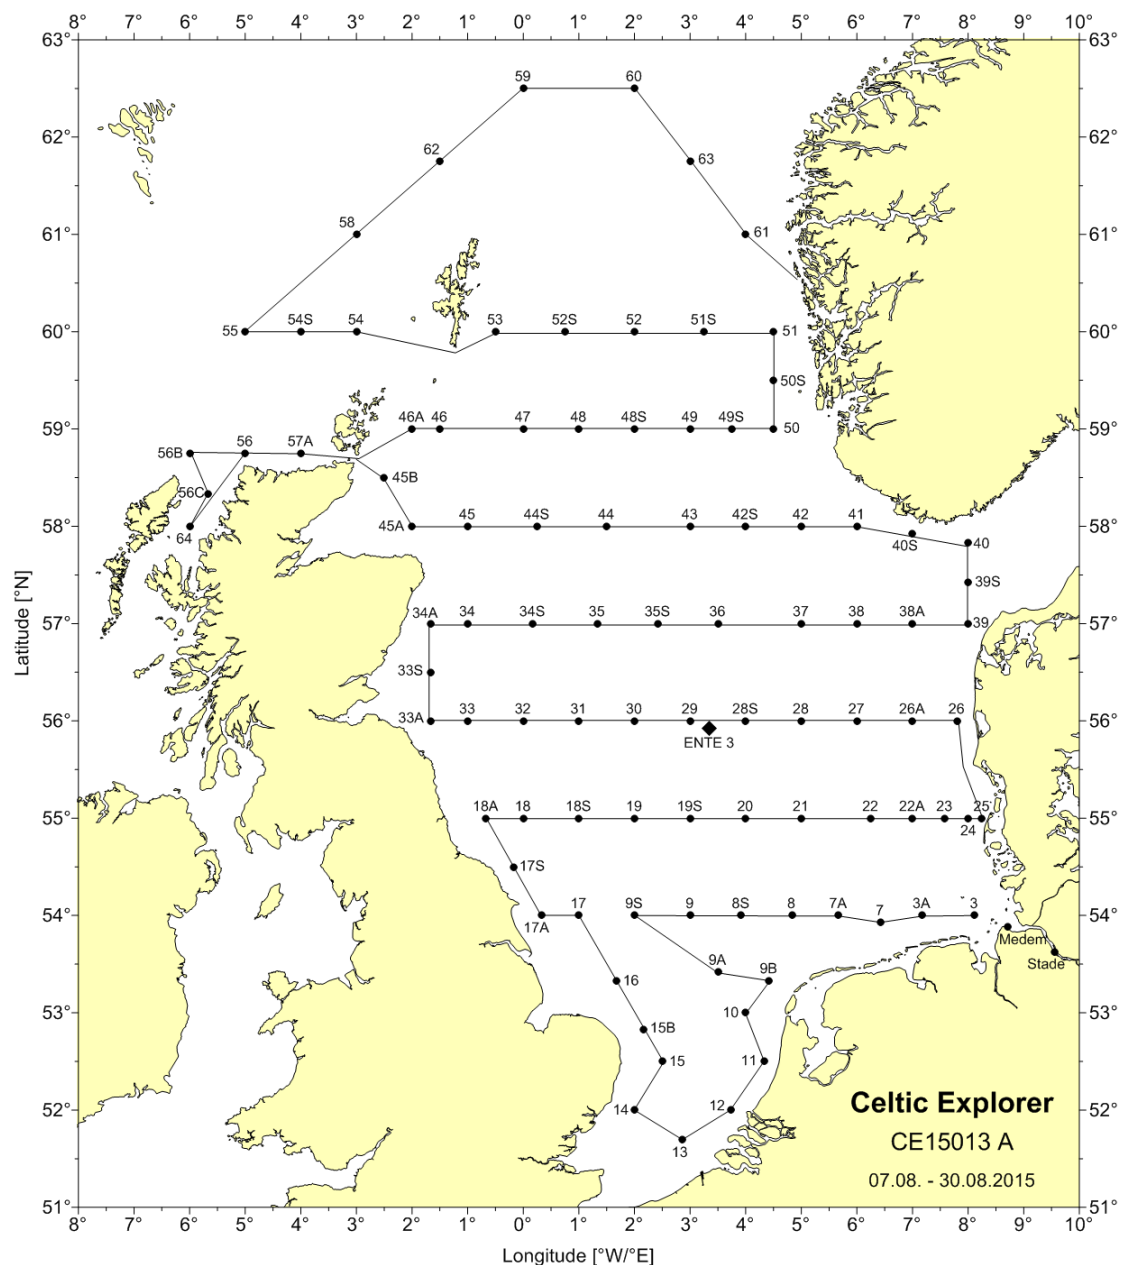 8° 7° 6° 5° 4° 3° 2° 1° 0° 1° 2° 3° 4° 5° 6° 7° 8° 9° 10°
63° 63°
59 60
62° 62°
62 63
58 61
61° 61°
55 54S 54 53 52S 52 51S 51
60° 60°
50S
46A 46 47 48 48S 49 49S 50
59° 59°
56B 56 57A
45B
56C
64 45A 45 44S 44 43 42S 42 41
58° 58°
40S 40
39S
34A 34 34S 35 35S 36 37 38 38A 39
57° 57°
Latitude [°N]
33S
33A 33 32 31 30 29 28S 28 27 26A 26
56° 56°
ENTE 3
18A 18 18S 19 19S 20 21 22 22A 23 24 25
55° 55°
17S
17A 17 9S 9 8S 8 7A 7 3A 3
54° 54°
Medem
Stade
9A 9B
16
10
53° 53°
15B
15 11
14 12
52° 52°
13
Celtic Explorer
CE15013 A
07.08. - 30.08.2015
51° 51°
8° 7° 6° 5° 4° 3° 2° 1° 0° 1° 2° 3° 4° 5° 6° 7° 8° 9° 10°
Longitude [°W/°E]